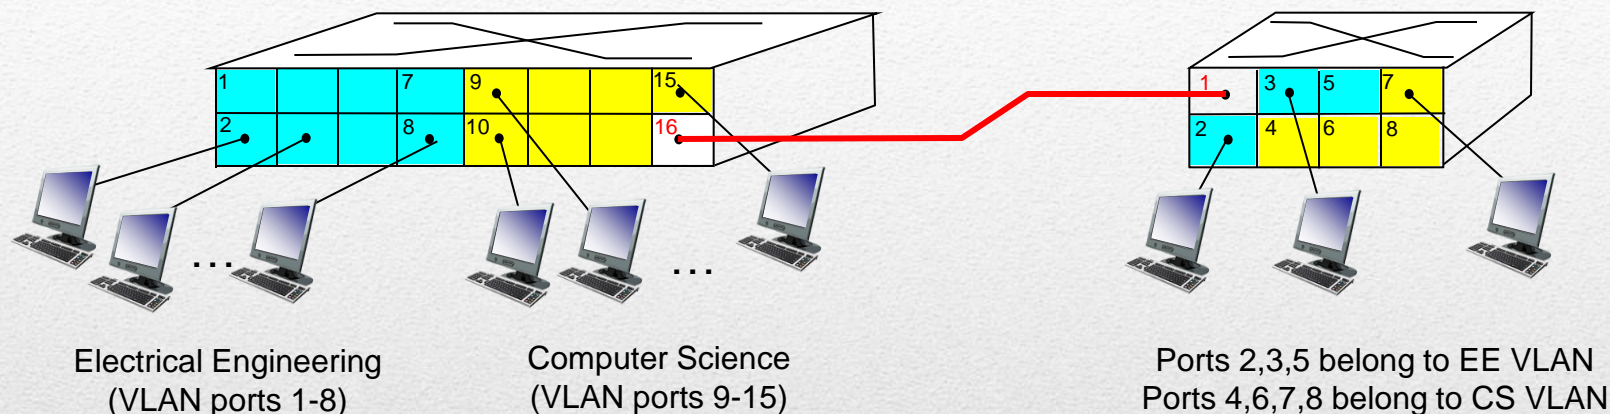 1 7 9 15
2 8 10 16
1 3 5 7
2 4 6 8
... ...
Electrical Engineering
(VLAN ports 1-8)
Computer Science
(VLAN ports 9-15)
Ports 2,3,5 belong to EE VLAN
Ports 4,6,7,8 belong to CS VLAN